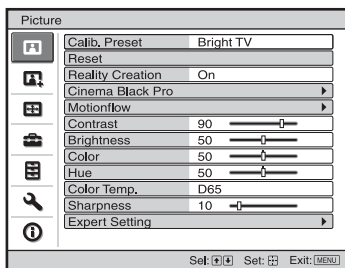 Picture
Calib. Preset Bright TV
Reset
Reality Creation On
Cinema Black Pro
Motionflow
Contrast 90
Brightness 50
Color 50
Hue 50
Color Temp. D65
Sharpness 10
Expert Setting
Sel: Set: Exit: MENU